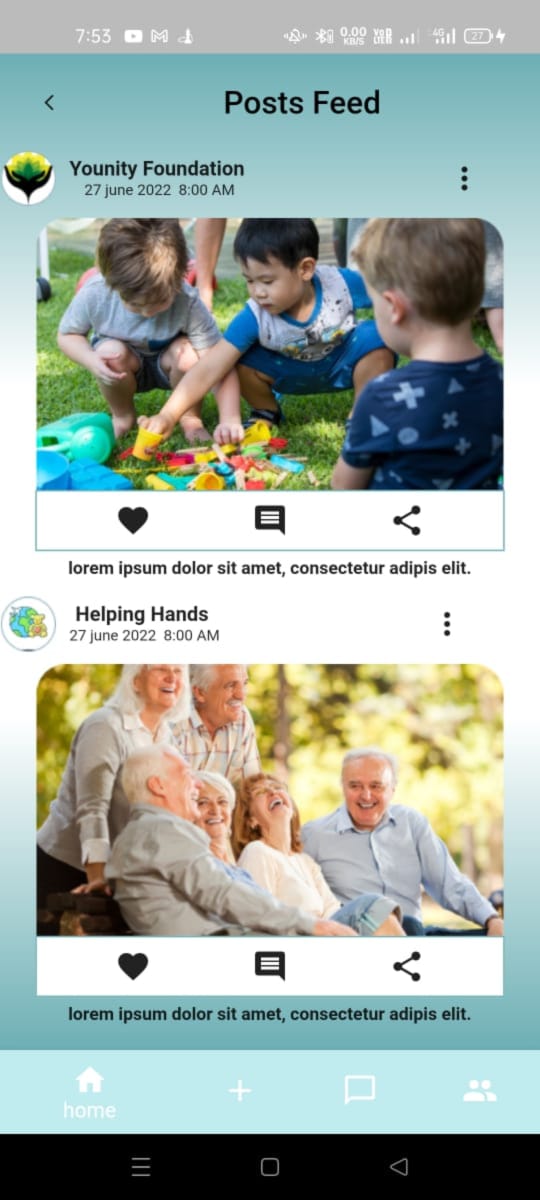 7:53 0.00 KB/S VoD LTE 4G 27
Posts Feed
Younity Foundation
27 june 2022 8:00 AM
lorem ipsum dolor sit amet, consectetur adipis elit.
Helping Hands
27 june 2022 8:00 AM
lorem ipsum dolor sit amet, consectetur adipis elit.
home